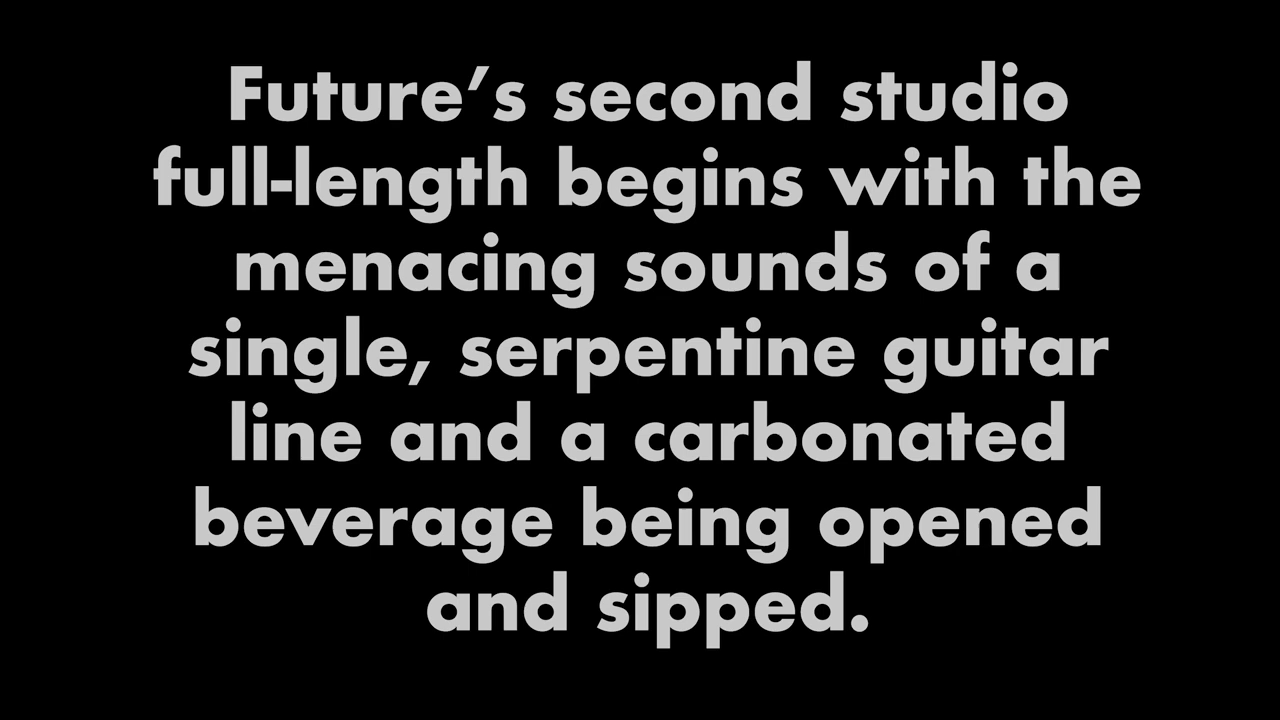 Future’s second studio
full-length begins with the
menacing sounds of a
single, serpentine guitar
line and a carbonated
beverage being opened
and sipped.